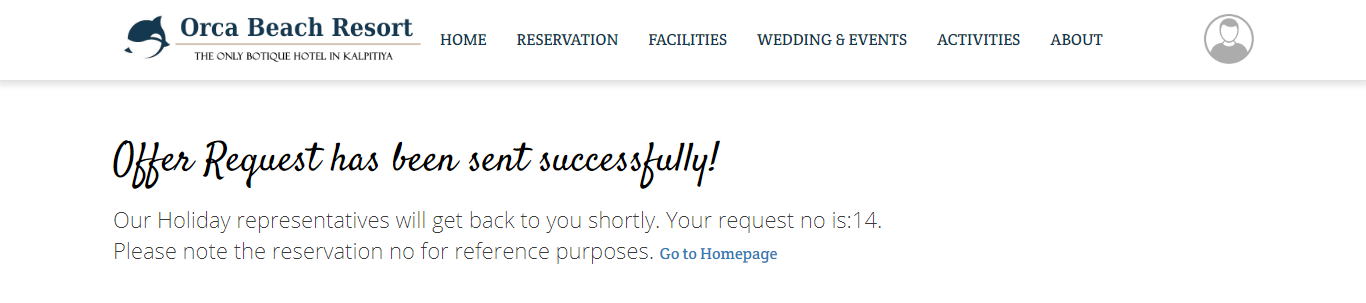 Orca Beach Resort
THE ONLY BOTIQUE HOTEL IN KALPITIYA
HOME RESERVATION FACILITIES WEDDING & EVENTS ACTIVITIES ABOUT
Offer Request has been sent successfully!
Our Holiday representatives will get back to you shortly. Your request no is:14.
Please note the reservation no for reference purposes. Go to Homepage